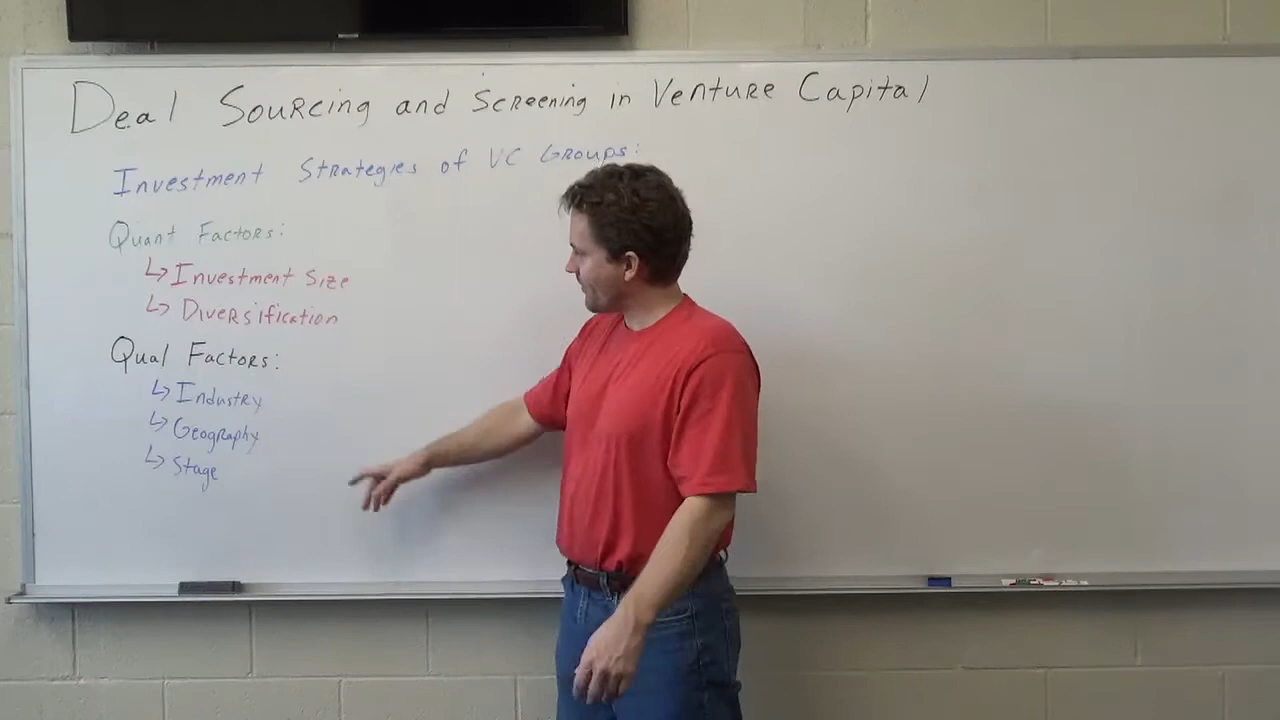 Deal Sourcing and Screening in Venture Capital
Investment Strategies of VC Groups:
Quant Factors:
↳ Investment Size
↳ Diversification
Qual Factors:
↳ Industry
↳ Geography
↳ Stage